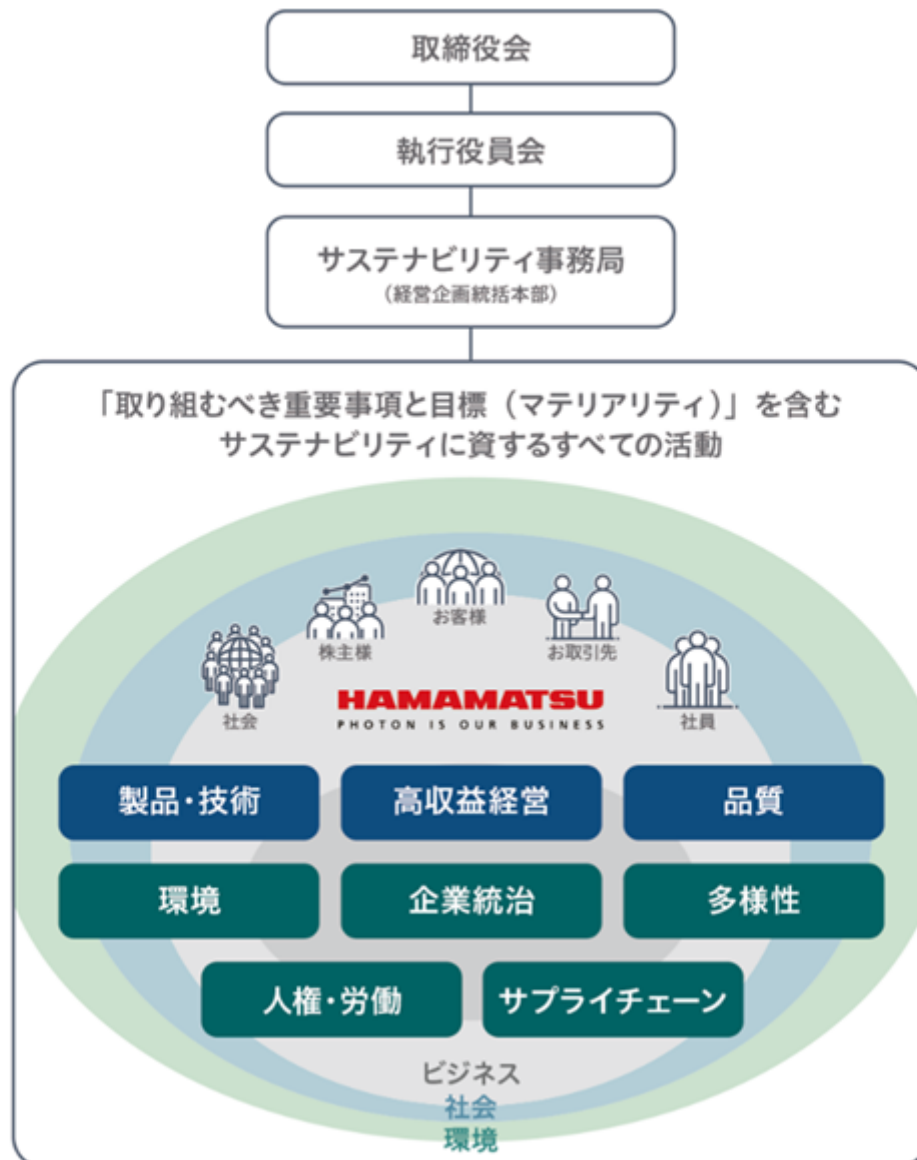 取締役会
執行役員会
サステナビリティ事務局
（経営企画統括本部）
「取り組むべき重要事項と目標（マテリアリティ）」を含む
サステナビリティに資するすべての活動
お客様
株主様
お取引先
社会
社員
HAMAMATSU
PHOTON IS OUR BUSINESS
製品・技術
高収益経営
品質
環境
企業統治
多様性
人権・労働
サプライチェーン
ビジネス
社会
環境